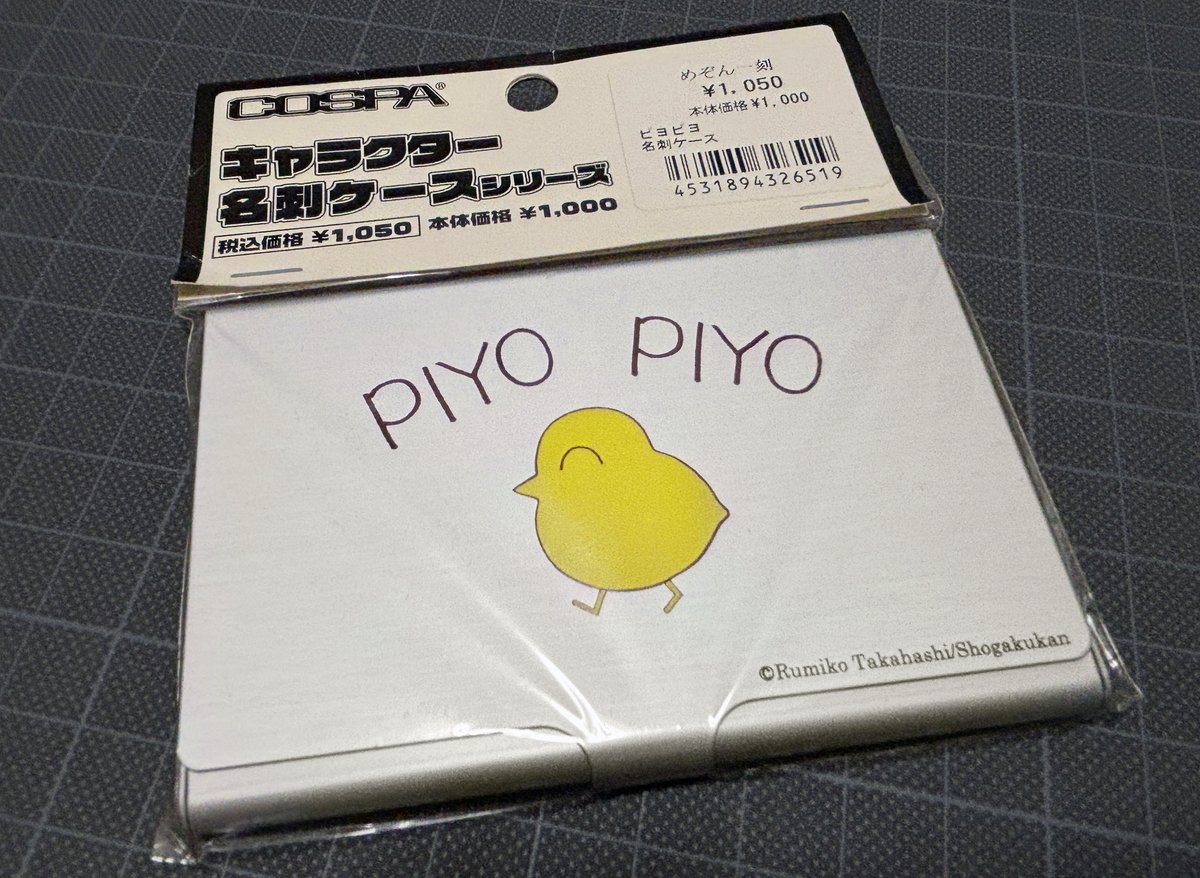 COSPA®
キャラクター
名刺ケースシリーズ
税込価格 ¥1,050 本体価格 ¥1,000
めぞん一刻
¥1,050
本体価格¥1,000
ピヨピヨ
名刺ケース
4531894326519
PIYO PIYO
©Rumiko Takahashi/Shogakukan